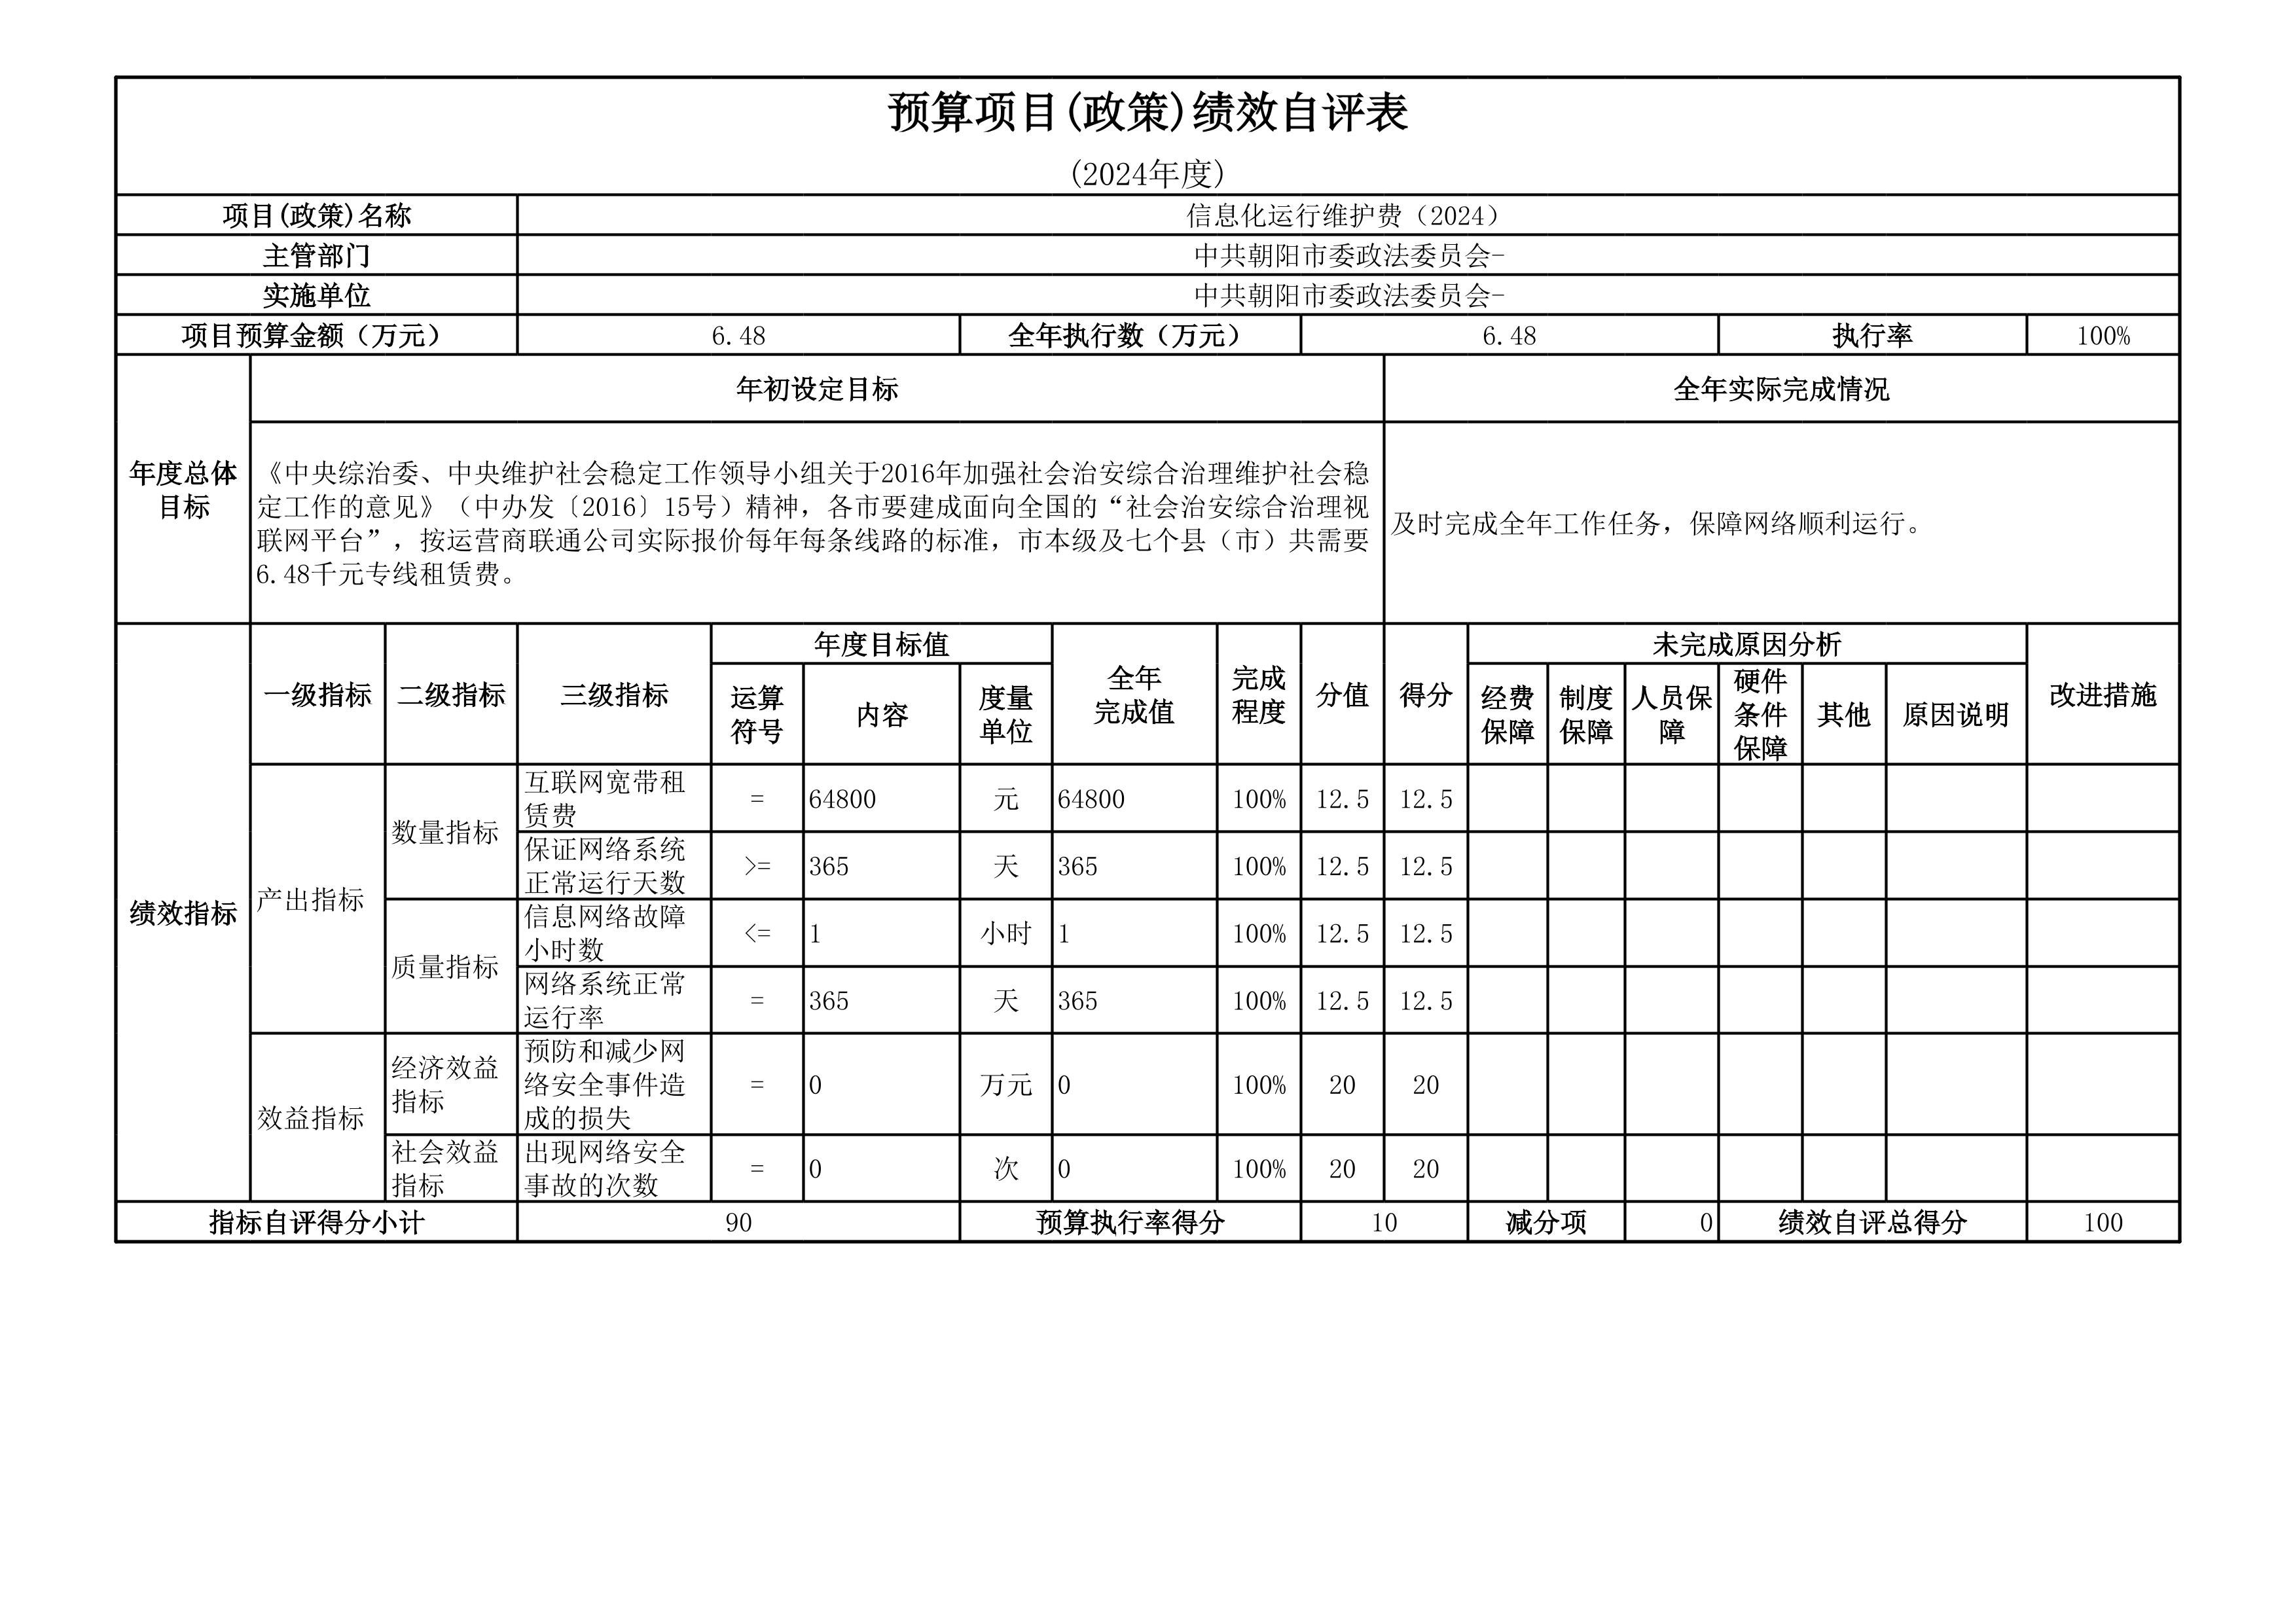 预算项目(政策)绩效自评表
(2024年度)
项目(政策)名称 信息化运行维护费（2024）
主管部门 中共朝阳市委政法委员会-
实施单位 中共朝阳市委政法委员会-
项目预算金额（万元） 6.48 全年执行数（万元） 6.48 执行率 100%
年度总体
目标
年初设定目标 全年实际完成情况
《中央综治委、中央维护社会稳定工作领导小组关于2016年加强社会治安综合治理维护社会稳
定工作的意见》（中办发〔2016〕15号）精神，各市要建成面向全国的“社会治安综合治理视
联网平台”，按运营商联通公司实际报价每年每条线路的标准，市本级及七个县（市）共需要
6.48千元专线租赁费。
及时完成全年工作任务，保障网络顺利运行。
绩效指标
一级指标 二级指标 三级指标
年度目标值
运算
符号
内容
度量
单位
全年
完成值
完成
程度
分值 得分
未完成原因分析
经费
保障
制度
保障
人员保
障
硬件
条件
保障
其他 原因说明
改进措施
产出指标
数量指标
互联网宽带租
赁费
= 64800 元 64800 100% 12.5 12.5
保证网络系统
正常运行天数
>= 365 天 365 100% 12.5 12.5
质量指标
信息网络故障
小时数
<= 1 小时 1 100% 12.5 12.5
网络系统正常
运行率
= 365 天 365 100% 12.5 12.5
效益指标
经济效益
指标
预防和减少网
络安全事件造
成的损失
= 0 万元 0 100% 20 20
社会效益
指标
出现网络安全
事故的次数
= 0 次 0 100% 20 20
指标自评得分小计 90 预算执行率得分 10 减分项 0 绩效自评总得分 100